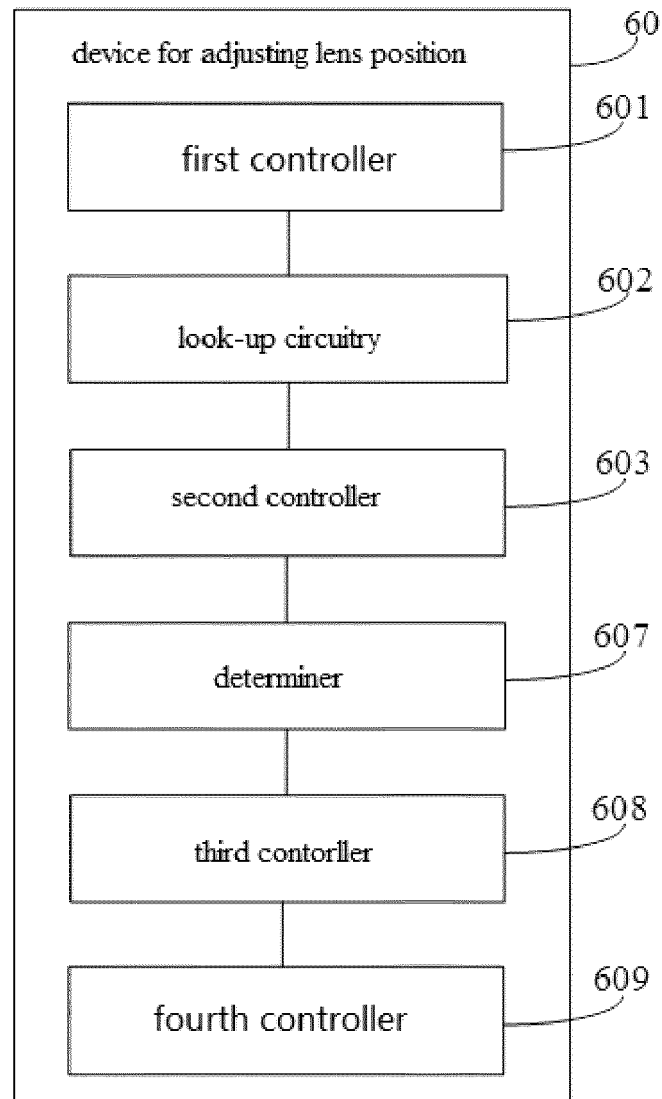 60
device for adjusting lens position
601
first controller
602
look-up circuitry
603
second controller
607
determiner
608
third contorller
609
fourth controller